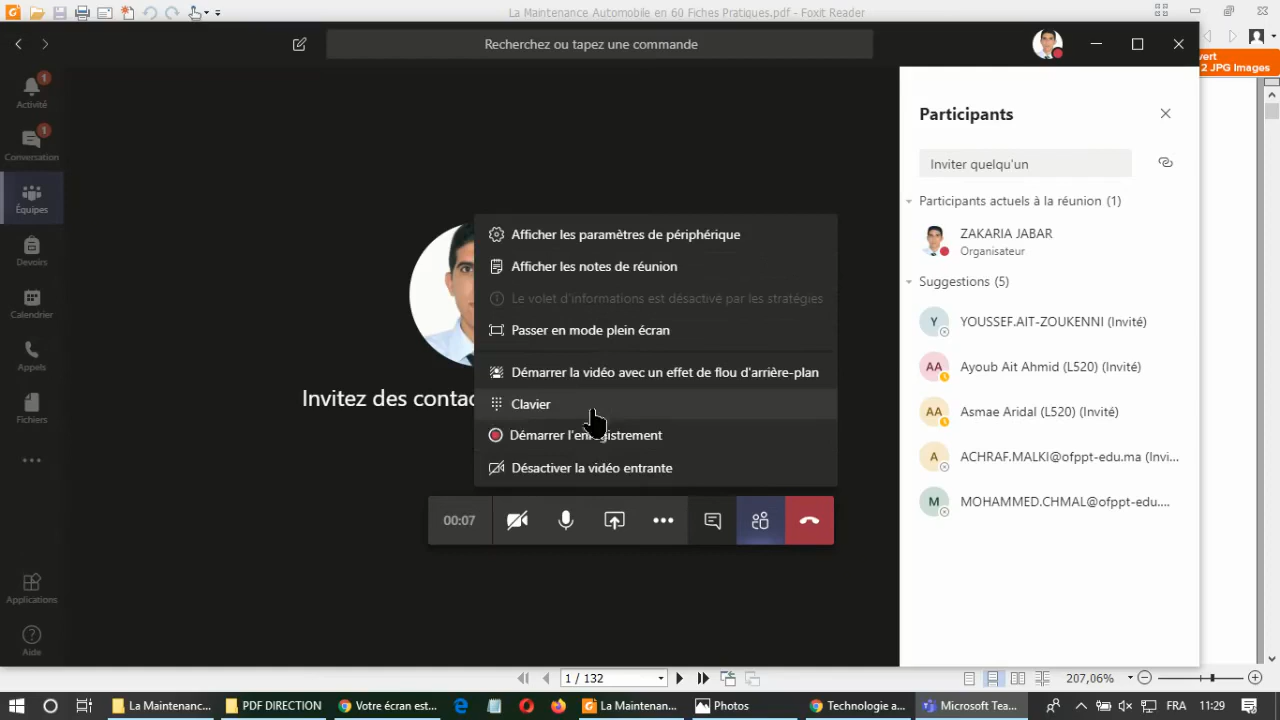 La Maintenance Automobile en 60 Fiches Pratiques.pdf - Foxit Reader
Recherchez ou tapez une commande
vert
2 JPG Images
1
Activité
1
Conversation
Équipes
Devoirs
Calendrier
Appels
Fichiers
Applications
Aide
Invitez des contac
Afficher les paramètres de périphérique
Afficher les notes de réunion
Le volet d'informations est désactivé par les stratégies
Passer en mode plein écran
Démarrer la vidéo avec un effet de flou d'arrière-plan
Clavier
Démarrer l'enregistrement
Désactiver la vidéo entrante
00:07
Participants
Inviter quelqu'un
Participants actuels à la réunion (1)
ZAKARIA JABAR
Organisateur
Suggestions (5)
Y YOUSSEF.AIT-ZOUKENNI (Invité)
AA Ayoub Ait Ahmid (L520) (Invité)
AA Asmae Aridal (L520) (Invité)
A ACHRAF.MALKI@ofppt-edu.ma (Invi...
M MOHAMMED.CHMAL@ofppt-edu....
1 / 132
207,06%
La Maintenanc...
PDF DIRECTION
Votre écran est...
La Maintenanc...
Photos
Technologie a...
Microsoft Tea...
FRA
11:29